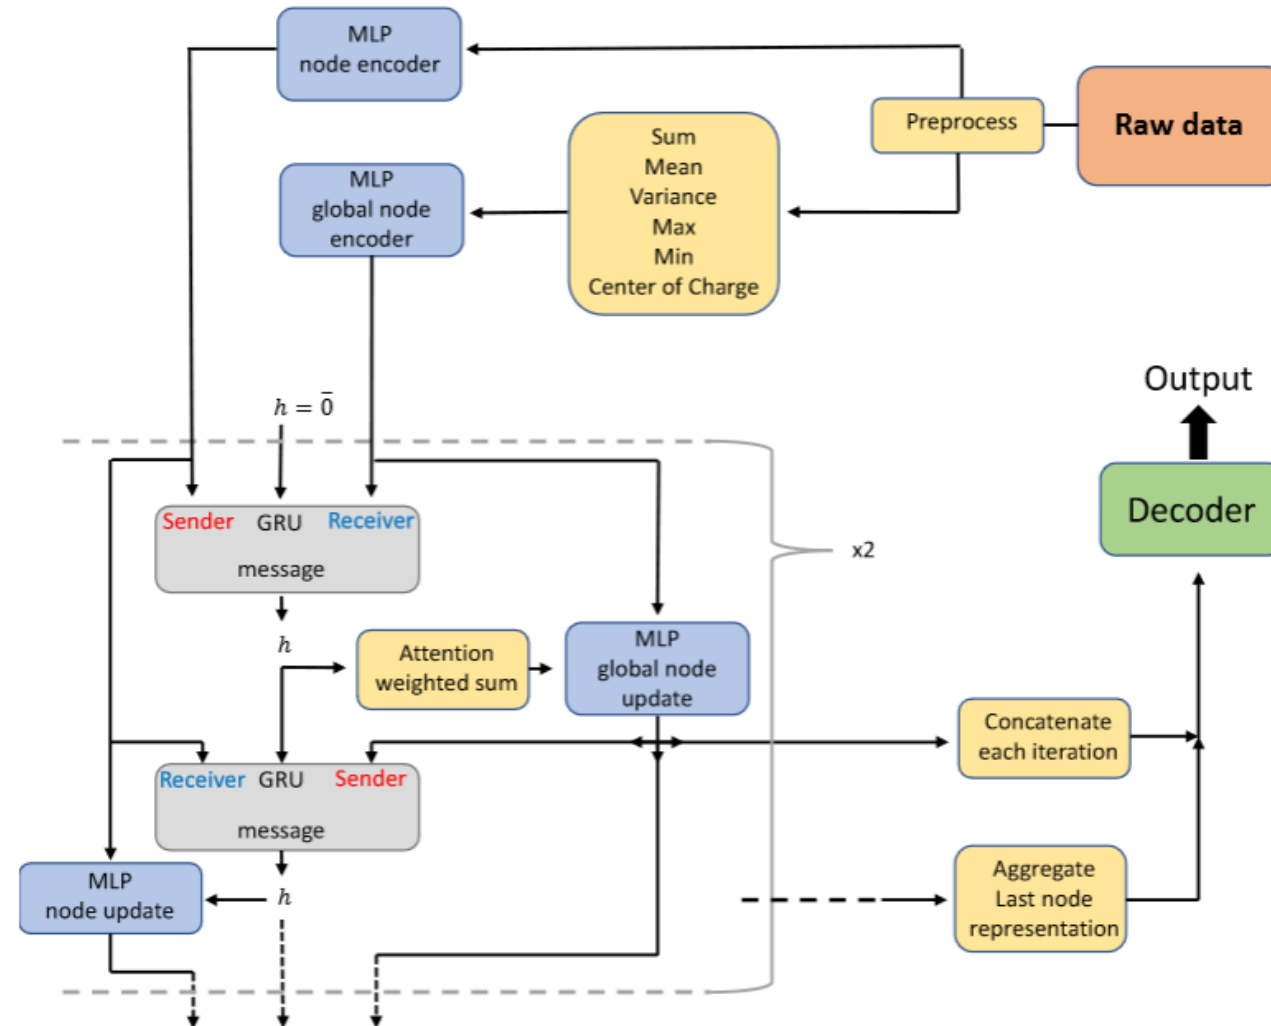 MLP
node encoder
Preprocess
Raw data
Sum
Mean
Variance
Max
Min
Center of Charge
MLP
global node
encoder
h = 0̄
Output
Decoder
Sender GRU Receiver
message
x2
h
Attention
weighted sum
MLP
global node
update
Concatenate
each iteration
Receiver GRU Sender
message
MLP
node update
h
Aggregate
Last node
representation